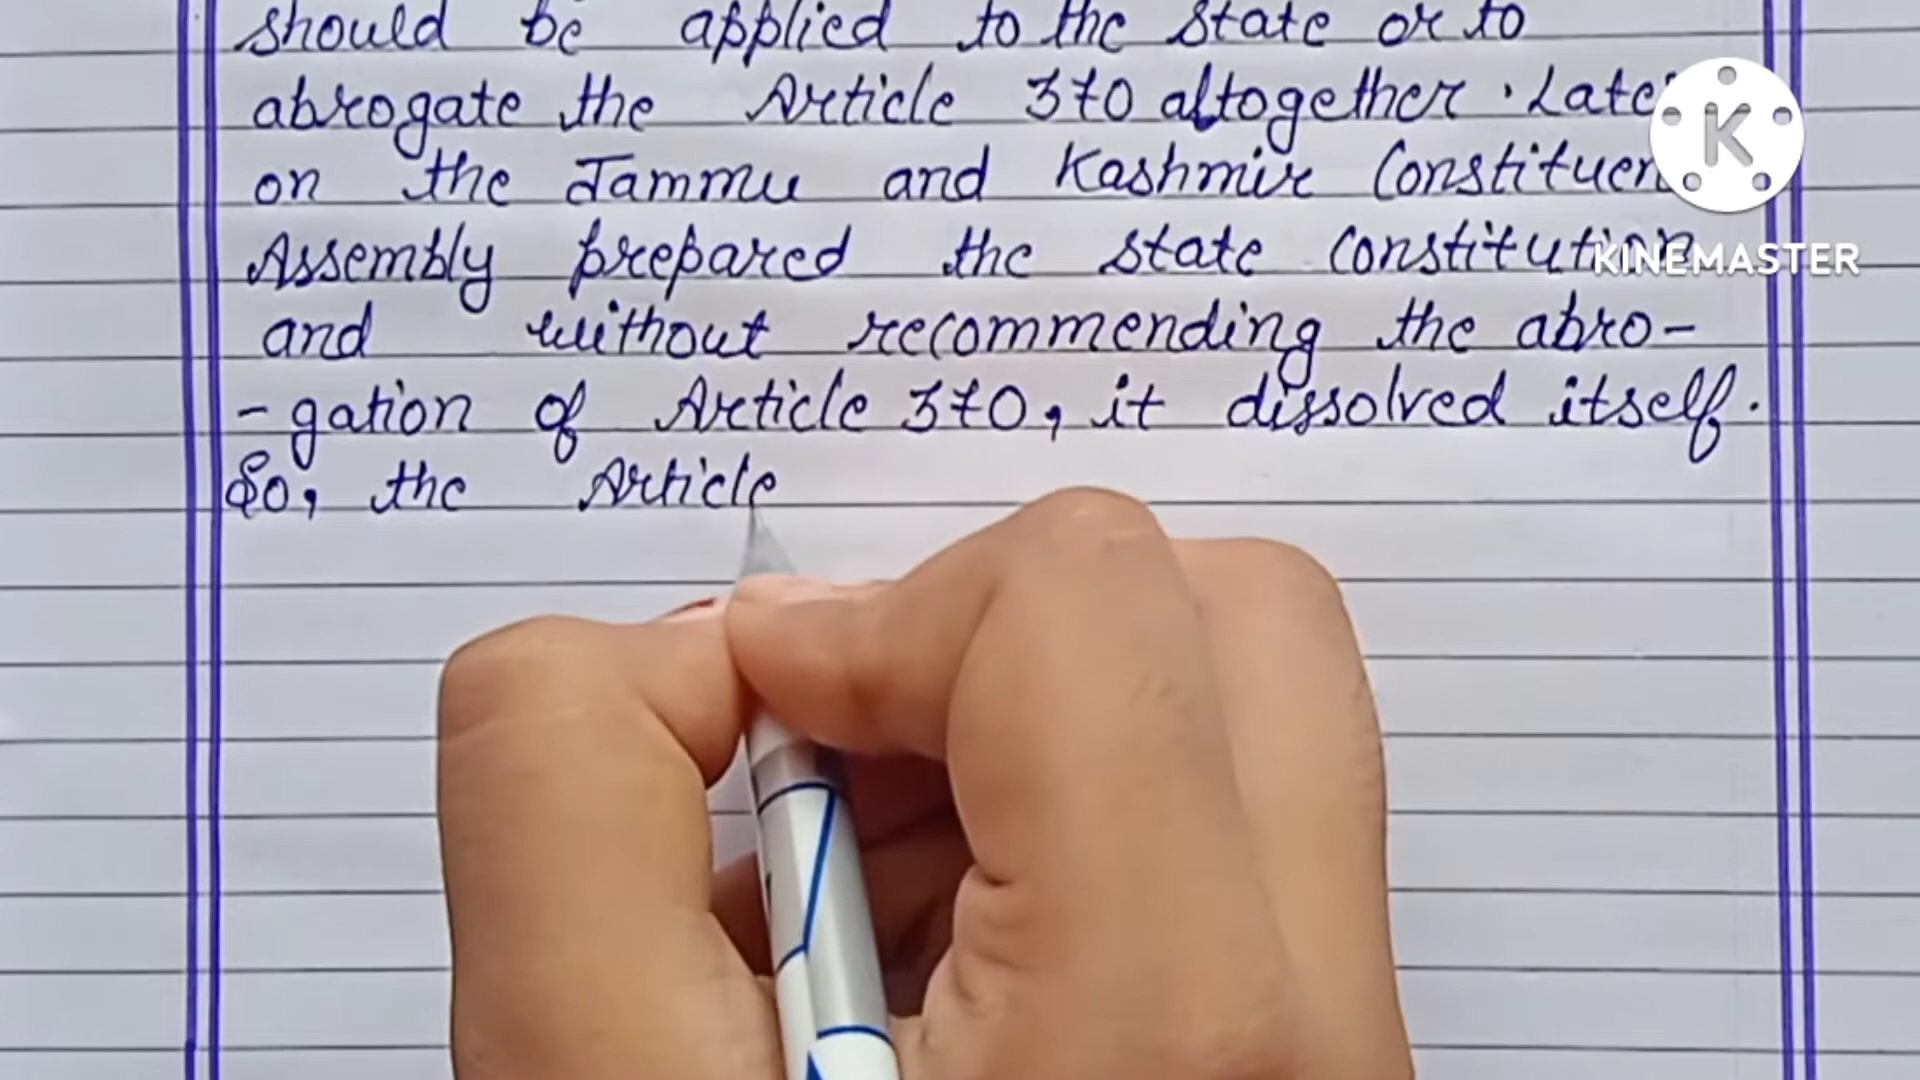 should be applied to the state or to
abrogate the Article 370 altogether. Later
on the Jammu and Kashmir Constituent
Assembly prepared the state constitution
and without recommending the abro-
-gation of Article 370, it dissolved itself.
So, the Article
K
KINEMASTER